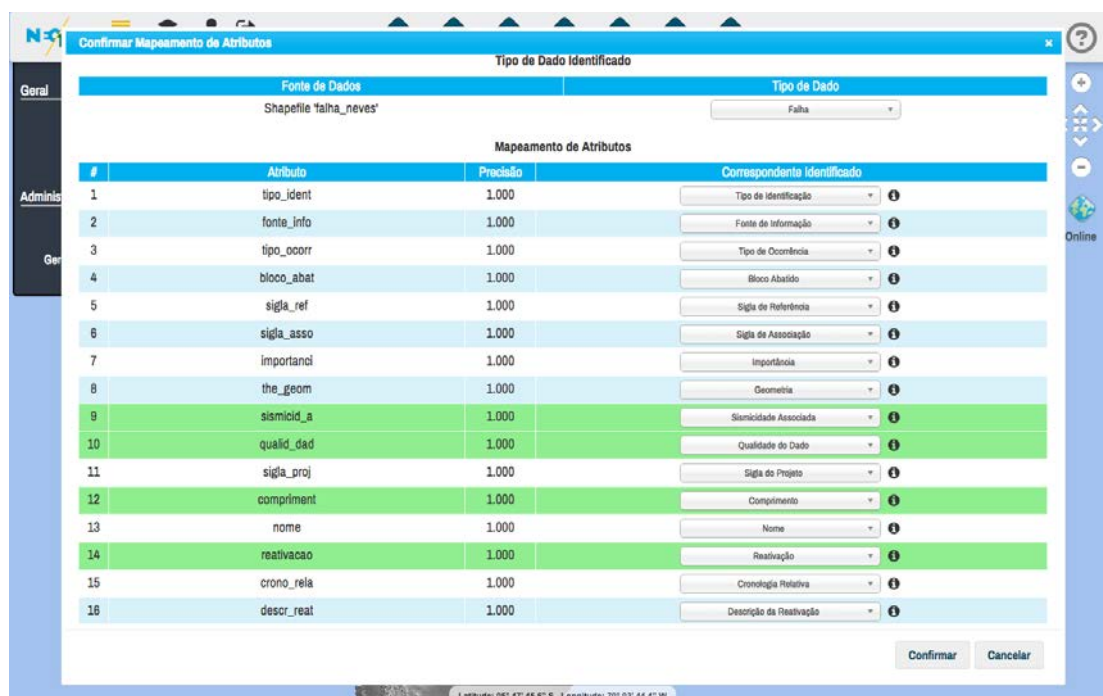 Confirmar Mapeamento de Atributos ×
Tipo de Dado Identificado
Fonte de Dados Tipo de Dado
Shapefile 'falha_neves' Falha
Mapeamento de Atributos
# Atributo Precisão Correspondente Identificado
1 tipo_ident 1.000 Tipo de Identificação
2 fonte_info 1.000 Fonte de Informação
3 tipo_ocorr 1.000 Tipo de Ocorrência
4 bloco_abat 1.000 Bloco Abatido
5 sigla_ref 1.000 Sigla de Referência
6 sigla_asso 1.000 Sigla de Associação
7 importanci 1.000 Importância
8 the_geom 1.000 Geometria
9 sismicid_a 1.000 Sismicidade Associada
10 qualid_dad 1.000 Qualidade do Dado
11 sigla_proj 1.000 Sigla do Projeto
12 compriment 1.000 Comprimento
13 nome 1.000 Nome
14 reativacao 1.000 Reativação
15 crono_rela 1.000 Cronologia Relativa
16 descr_reat 1.000 Descrição da Reativação
Confirmar Cancelar
Geral
Adminis
Ger
Online